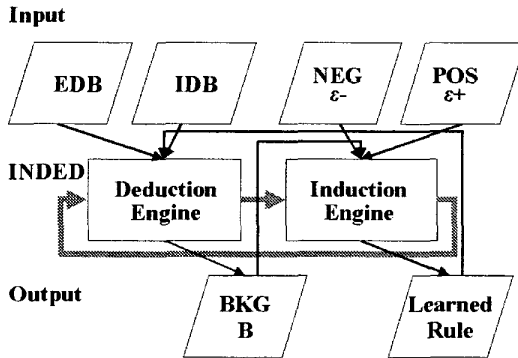 Input
EDB
IDB
NEG
ε-
POS
ε+
INDED
Deduction
Engine
Induction
Engine
Output
BKG
B
Learned
Rule